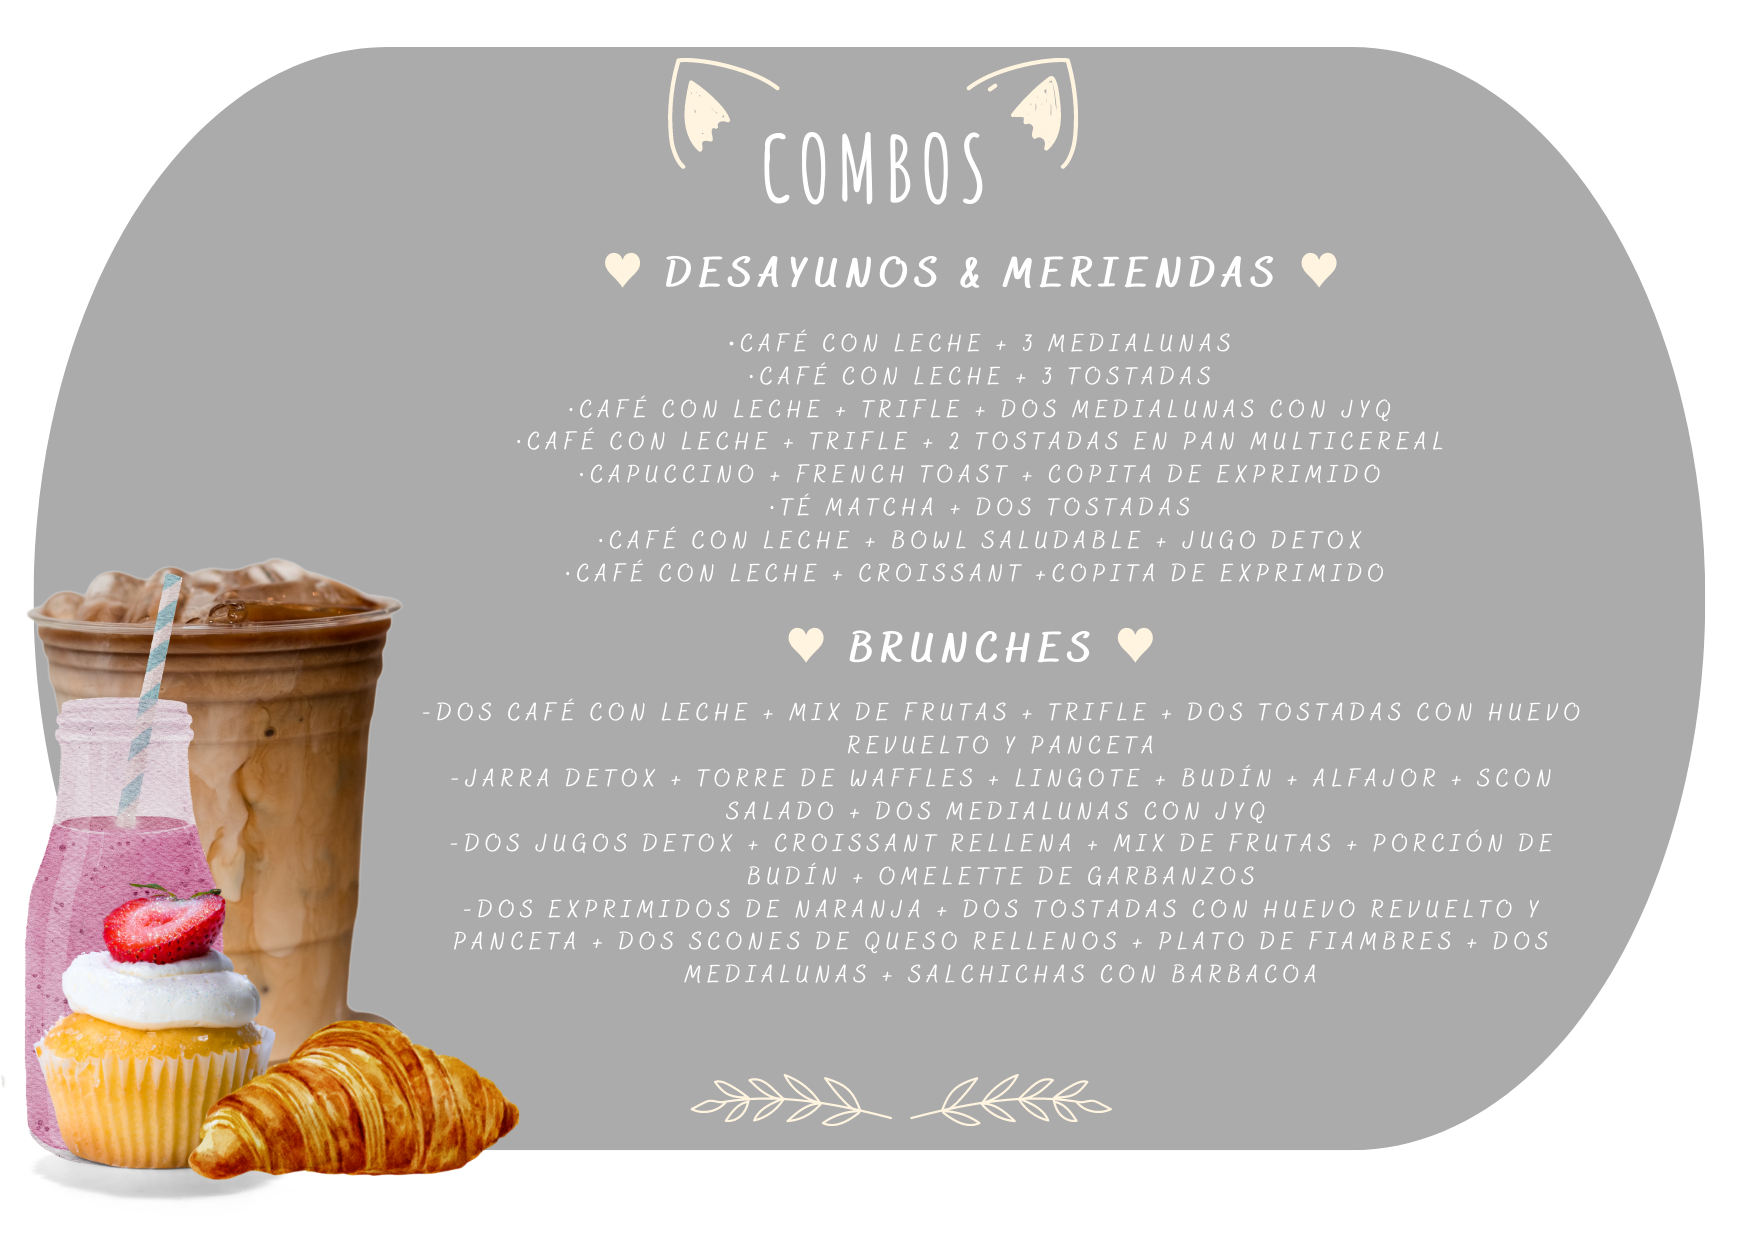 COMBOS
DESAYUNOS & MERIENDAS
·CAFÉ CON LECHE + 3 MEDIALUNAS
·CAFÉ CON LECHE + 3 TOSTADAS
·CAFÉ CON LECHE + TRIFLE + DOS MEDIALUNAS CON JYQ
·CAFÉ CON LECHE + TRIFLE + 2 TOSTADAS EN PAN MULTICEREAL
·CAPUCCINO + FRENCH TOAST + COPITA DE EXPRIMIDO
·TÉ MATCHA + DOS TOSTADAS
·CAFÉ CON LECHE + BOWL SALUDABLE + JUGO DETOX
·CAFÉ CON LECHE + CROISSANT +COPITA DE EXPRIMIDO
BRUNCHES
-DOS CAFÉ CON LECHE + MIX DE FRUTAS + TRIFLE + DOS TOSTADAS CON HUEVO
REVUELTO Y PANCETA
-JARRA DETOX + TORRE DE WAFFLES + LINGOTE + BUDÍN + ALFAJOR + SCON
SALADO + DOS MEDIALUNAS CON JYQ
-DOS JUGOS DETOX + CROISSANT RELLENA + MIX DE FRUTAS + PORCIÓN DE
BUDÍN + OMELETTE DE GARBANZOS
-DOS EXPRIMIDOS DE NARANJA + DOS TOSTADAS CON HUEVO REVUELTO Y
PANCETA + DOS SCONES DE QUESO RELLENOS + PLATO DE FIAMBRES + DOS
MEDIALUNAS + SALCHICHAS CON BARBACOA